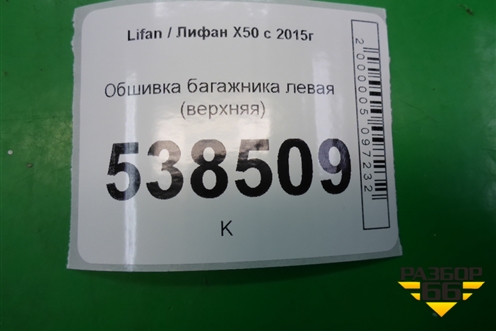 Lifan / Лифан X50 с 2015г
Обшивка багажника левая
(верхняя)
538509
К
2000005097232
РАЗБОР
66